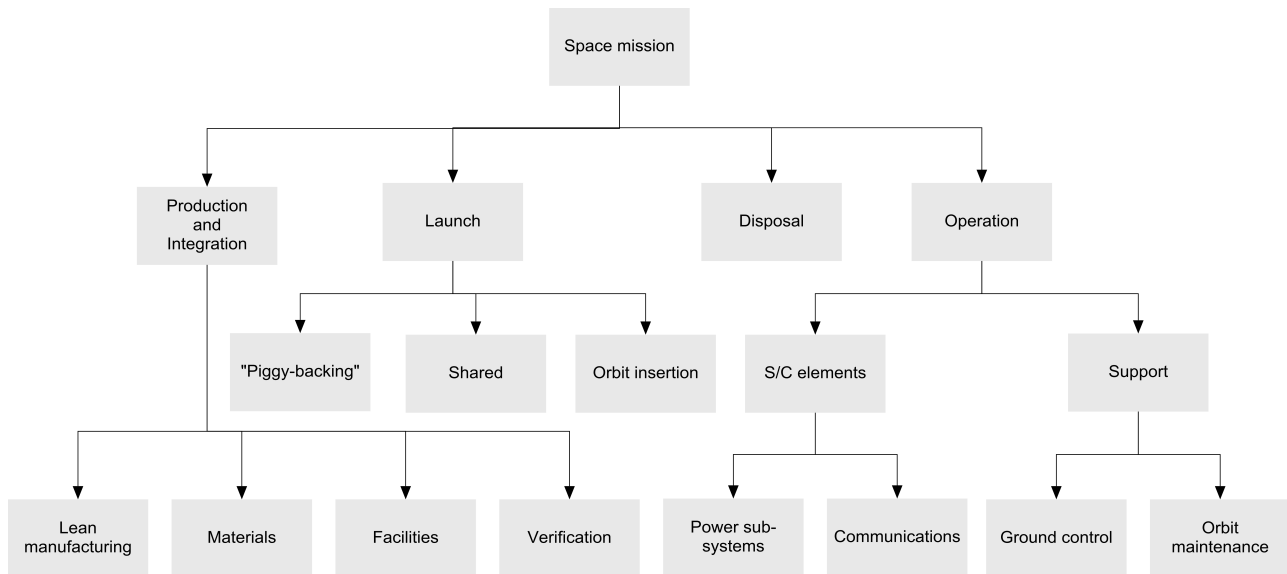 Space mission
Production
and
Integration
Launch
Disposal
Operation
"Piggy-backing"
Shared
Orbit insertion
S/C elements
Support
Lean
manufacturing
Materials
Facilities
Verification
Power sub-
systems
Communications
Ground control
Orbit
maintenance